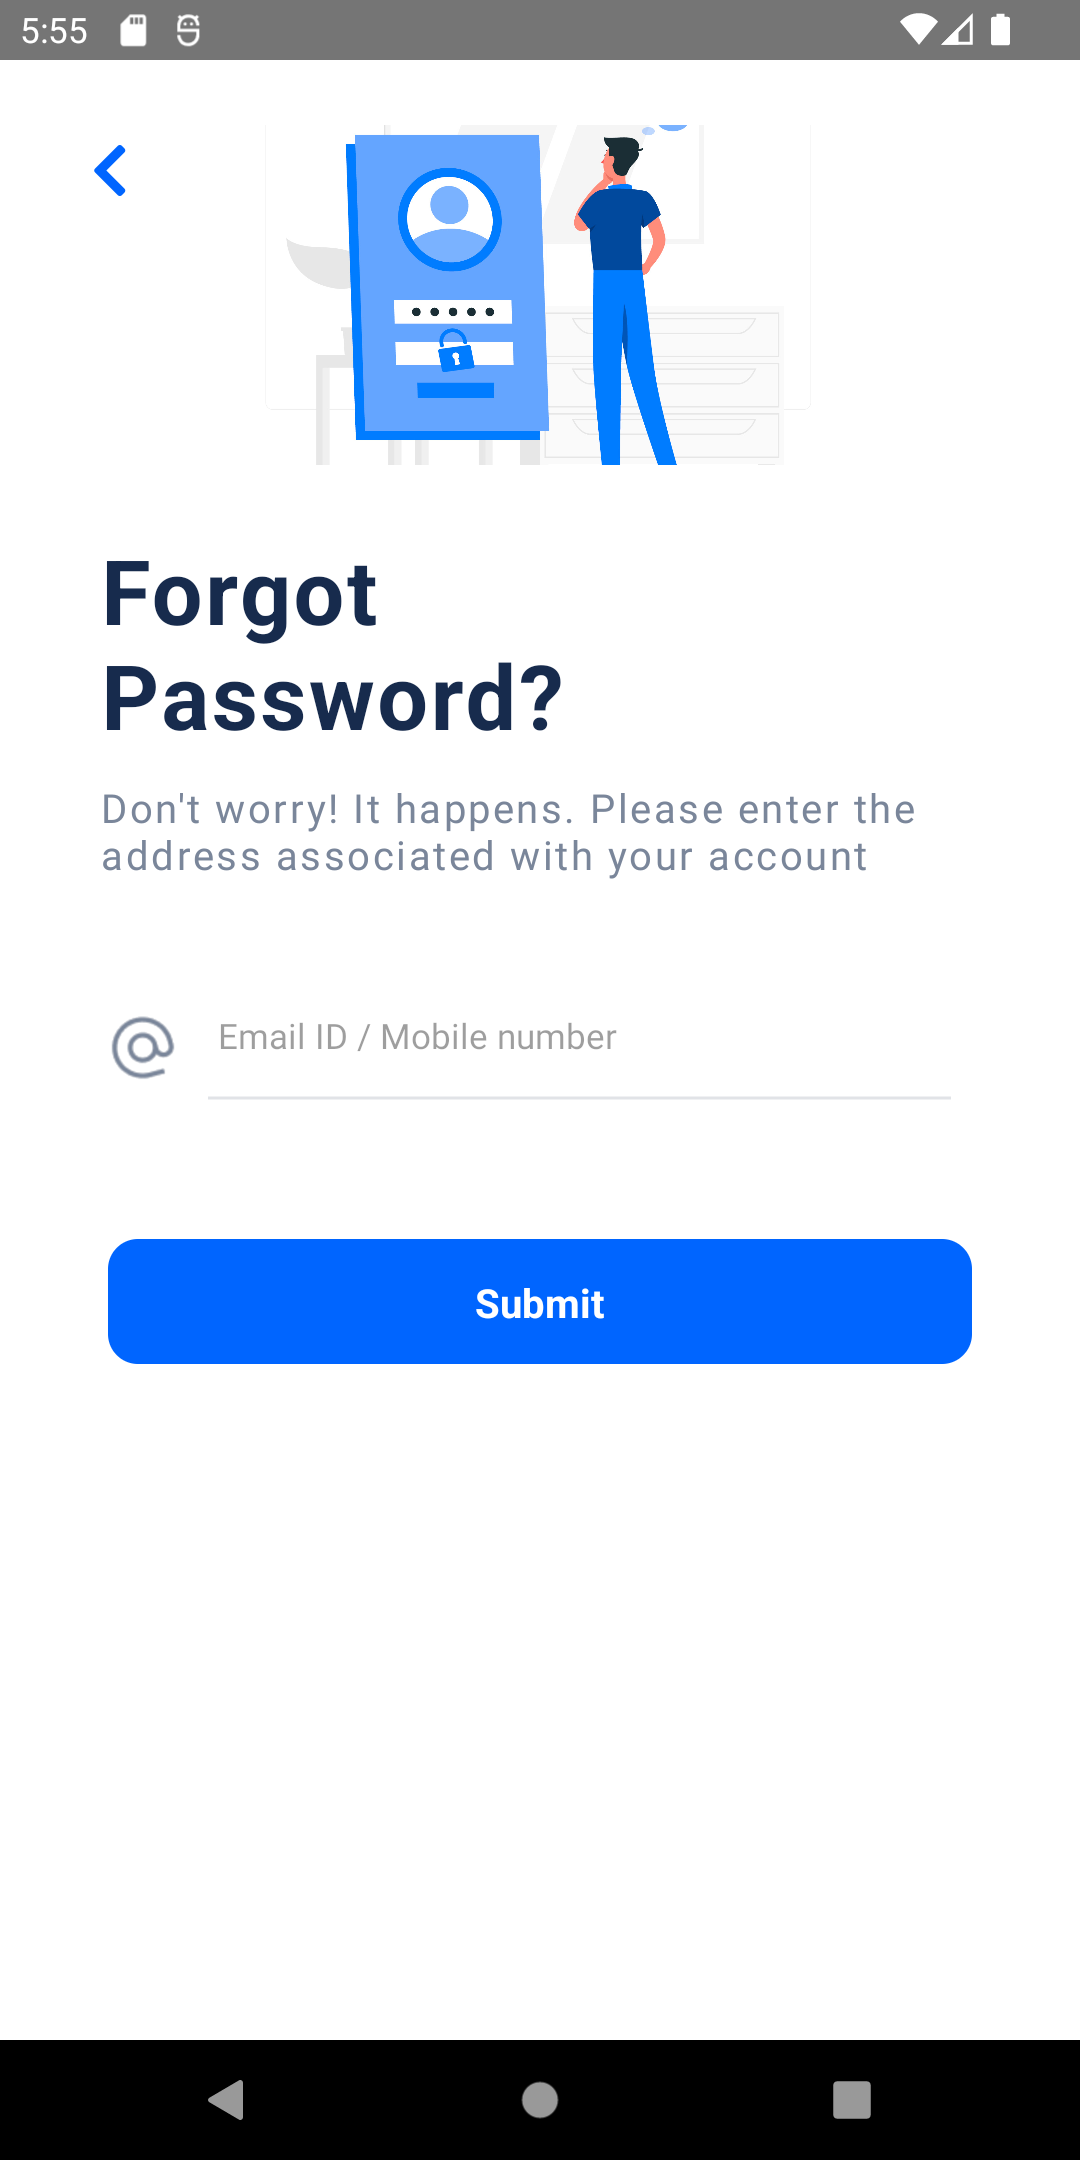 5:55
Forgot
Password?
Don't worry! It happens. Please enter the
address associated with your account
Email ID / Mobile number
Submit